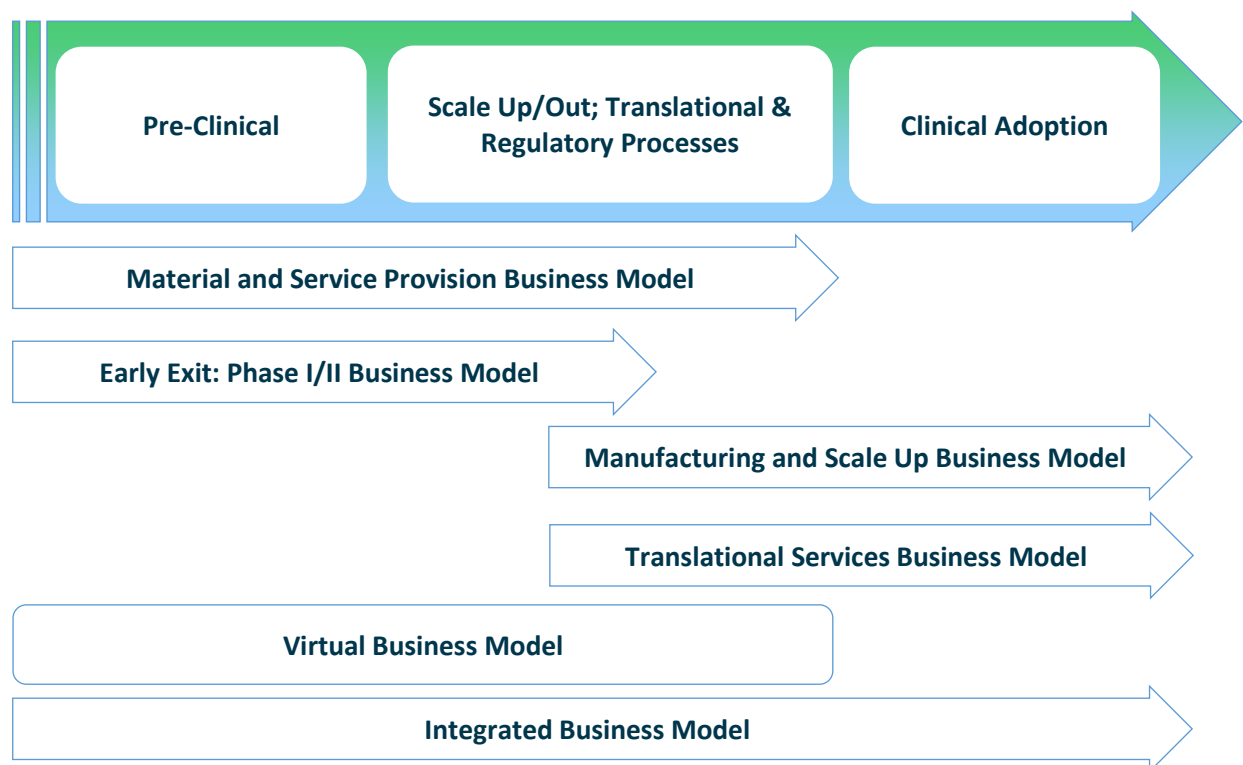 Pre-Clinical
Scale Up/Out; Translational &
Regulatory Processes
Clinical Adoption
Material and Service Provision Business Model
Early Exit: Phase I/II Business Model
Manufacturing and Scale Up Business Model
Translational Services Business Model
Virtual Business Model
Integrated Business Model